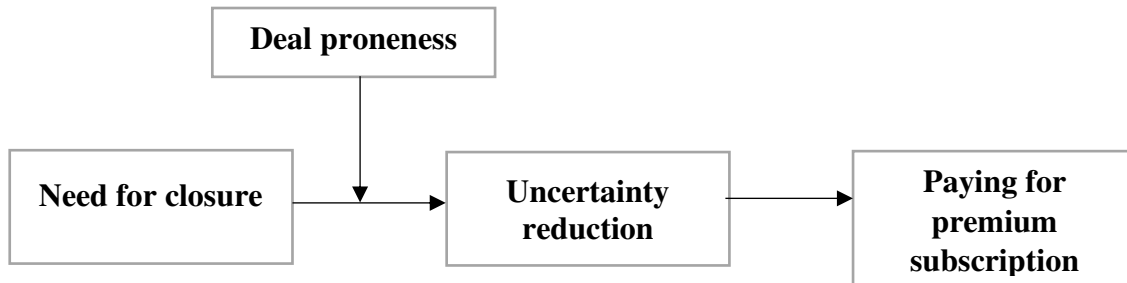 Deal proneness
Need for closure
Uncertainty
reduction
Paying for
premium
subscription